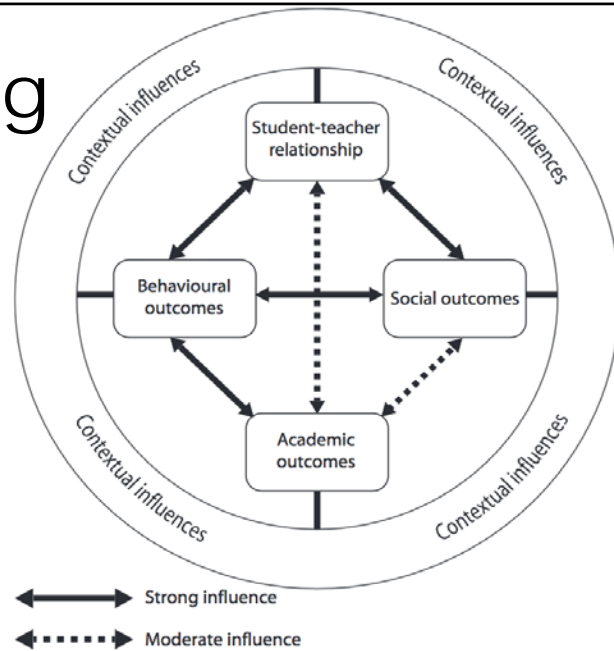 g
Contextual influences
Contextual influences
Student-teacher
relationship
Behavioural
outcomes
Social outcomes
Academic
outcomes
Contextual influences
Contextual influences
Strong influence
Moderate influence